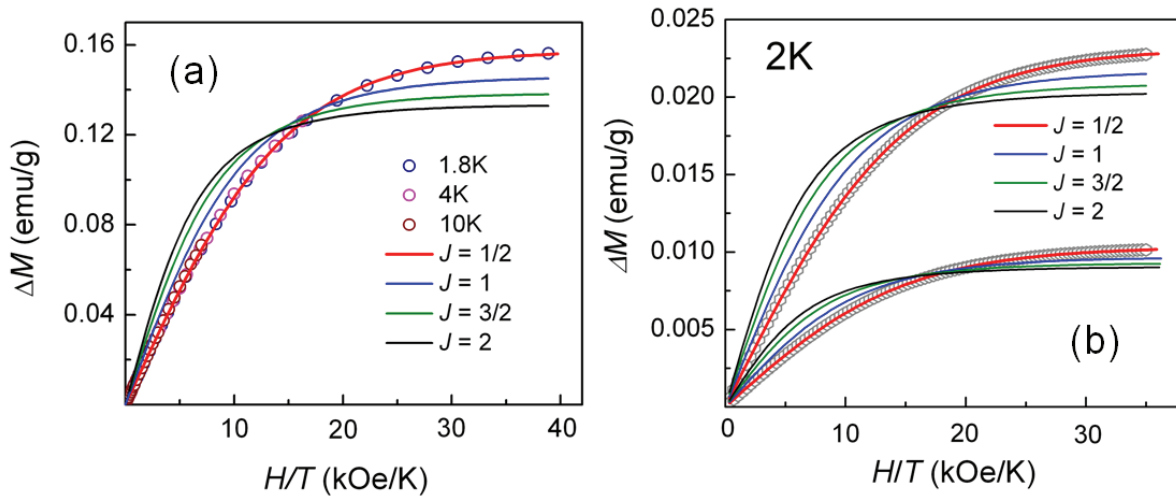 (a)
ΔM (emu/g)
0.16
0.12
0.08
0.04
1.8K
4K
10K
J = 1/2
J = 1
J = 3/2
J = 2
10 20 30 40
H/T (kOe/K)
2K
ΔM (emu/g)
0.025
0.020
0.015
0.010
0.005
J = 1/2
J = 1
J = 3/2
J = 2
(b)
0 10 20 30
H/T (kOe/K)